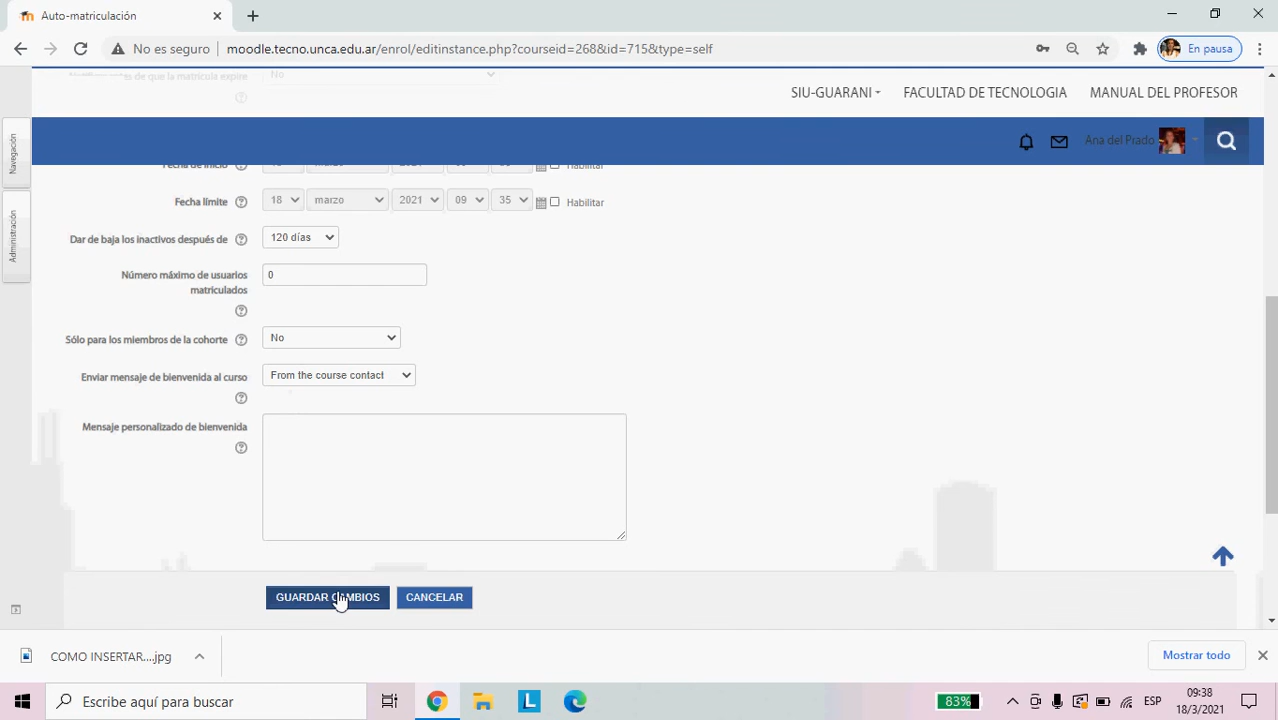 Auto-matriculación
No es seguro
moodle.tecno.unca.edu.ar/enrol/editinstance.php?courseid=268&id=715&type=self
En pausa
No
SIU-GUARANI
FACULTAD DE TECNOLOGIA
MANUAL DEL PROFESOR
Ana del Prado
Navegación
Administración
Fecha de inicio
Habilitar
Fecha límite
18
marzo
2021
09
35
Habilitar
Dar de baja los inactivos después de
120 días
Número máximo de usuarios
matriculados
0
Sólo para los miembros de la cohorte
No
Enviar mensaje de bienvenida al curso
From the course contact
Mensaje personalizado de bienvenida
GUARDAR CAMBIOS
CANCELAR
COMO INSERTAR....jpg
Mostrar todo
Escribe aquí para buscar
L
83%
ESP
09:38
18/3/2021